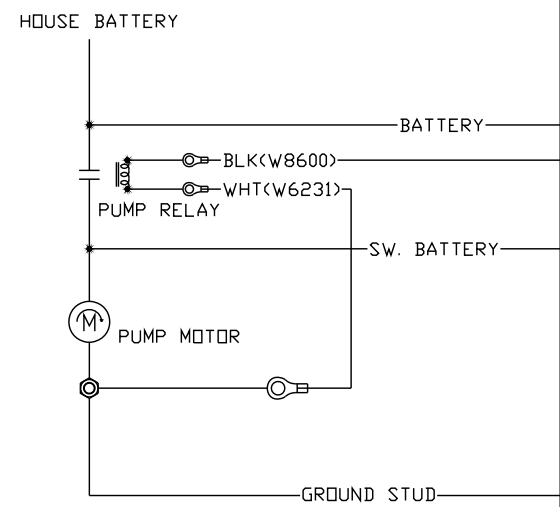 HOUSE BATTERY
BATTERY
BLK(W8600)
WHT(W6231)
PUMP RELAY
SW. BATTERY
M
PUMP MOTOR
GROUND STUD